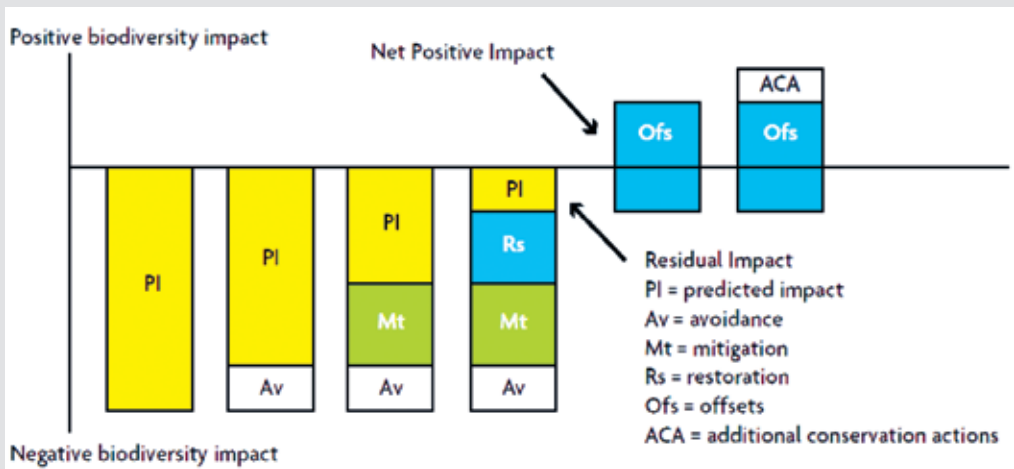 Positive biodiversity impact
Net Positive Impact
ACA
Ofs
Ofs
PI
PI
PI
PI
Rs
Mt
Mt
Av
Av
Av
Residual Impact
PI = predicted impact
Av = avoidance
Mt = mitigation
Rs = restoration
Ofs = offsets
ACA = additional conservation actions
Negative biodiversity impact